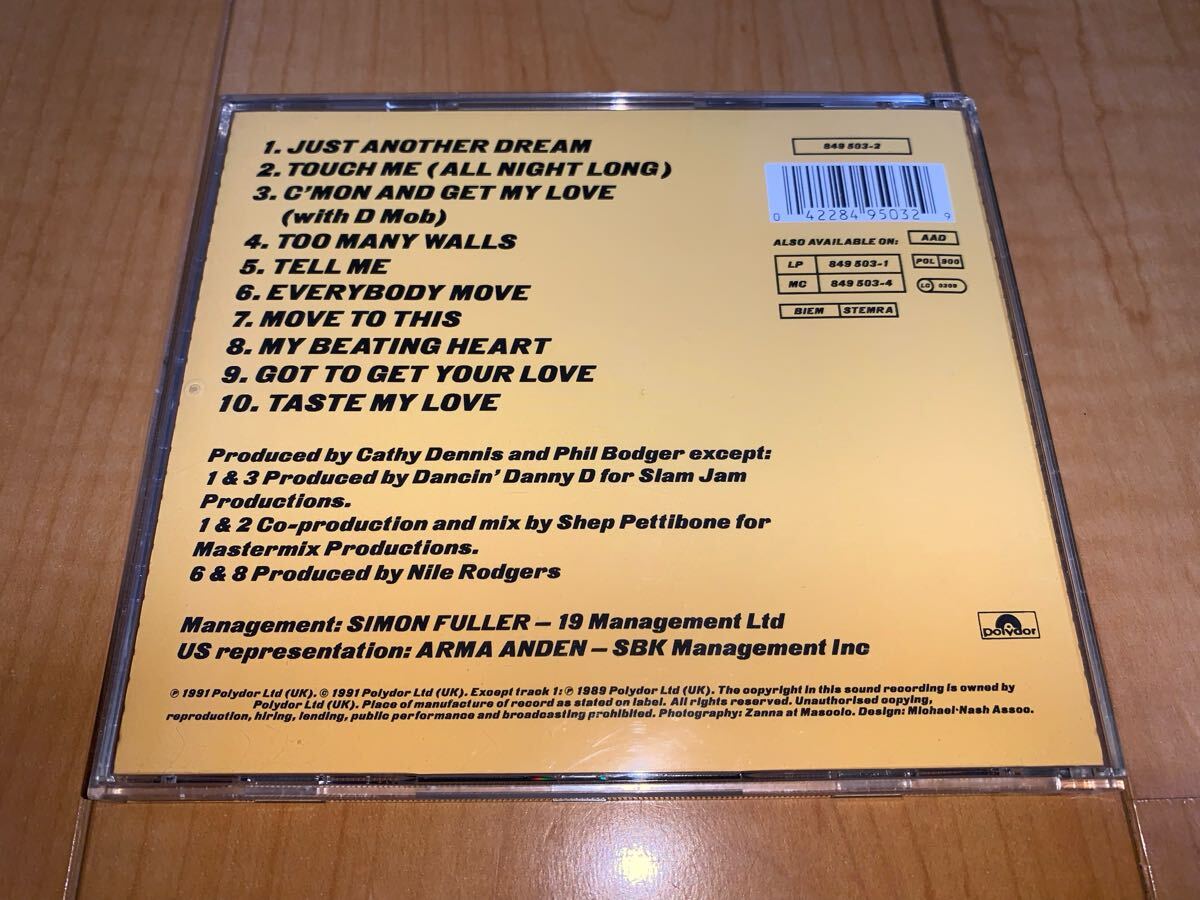 1. JUST ANOTHER DREAM
2. TOUCH ME (ALL NIGHT LONG)
3. C'MON AND GET MY LOVE
(with D Mob)
4. TOO MANY WALLS
5. TELL ME
6. EVERYBODY MOVE
7. MOVE TO THIS
8. MY BEATING HEART
9. GOT TO GET YOUR LOVE
10. TASTE MY LOVE
849 503-2
0 42284 95032 9
ALSO AVAILABLE ON: AAD
LP 849 503-1 POL 900
MC 849 503-4 LC 0309
BIEM STEMRA
Produced by Cathy Dennis and Phil Bodger except:
1 & 3 Produced by Dancin' Danny D for Slam Jam
Productions.
1 & 2 Co-production and mix by Shep Pettibone for
Mastermix Productions.
6 & 8 Produced by Nile Rodgers
Management: SIMON FULLER – 19 Management Ltd
US representation: ARMA ANDEN – SBK Management Inc
polydor
℗ 1991 Polydor Ltd (UK). © 1991 Polydor Ltd (UK). Except track 1: ℗ 1989 Polydor Ltd (UK). The copyright in this sound recording is owned by
Polydor Ltd (UK). Place of manufacture of record as stated on label. All rights reserved. Unauthorised copying,
reproduction, hiring, lending, public performance and broadcasting prohibited. Photography: Zanna at Mascolo. Design: Michael·Nash Assoc.